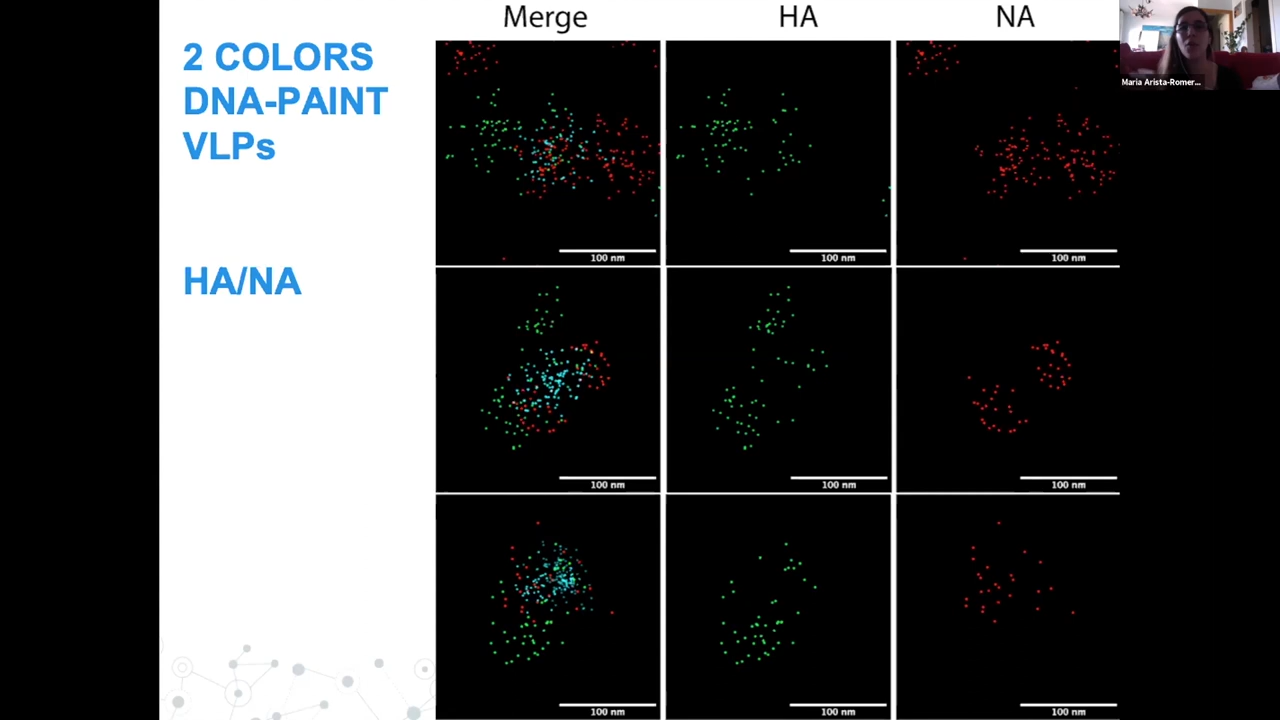 2 COLORS
DNA-PAINT
VLPs
HA/NA
Merge
HA
NA
100 nm
100 nm
100 nm
100 nm
100 nm
100 nm
100 nm
100 nm
100 nm
Maria Arista-Romer...